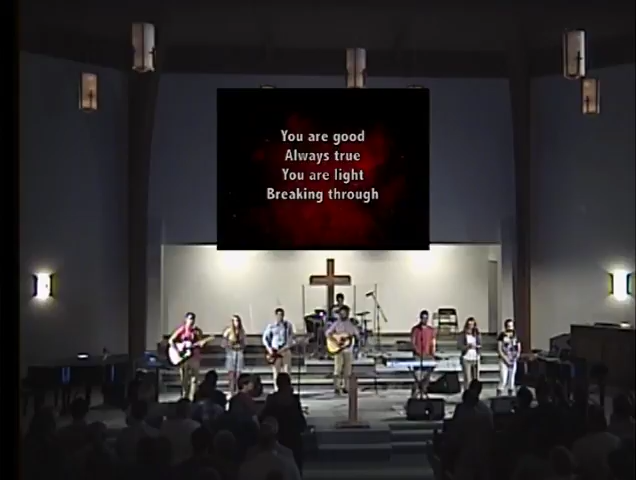 You are good
Always true
You are light
Breaking through